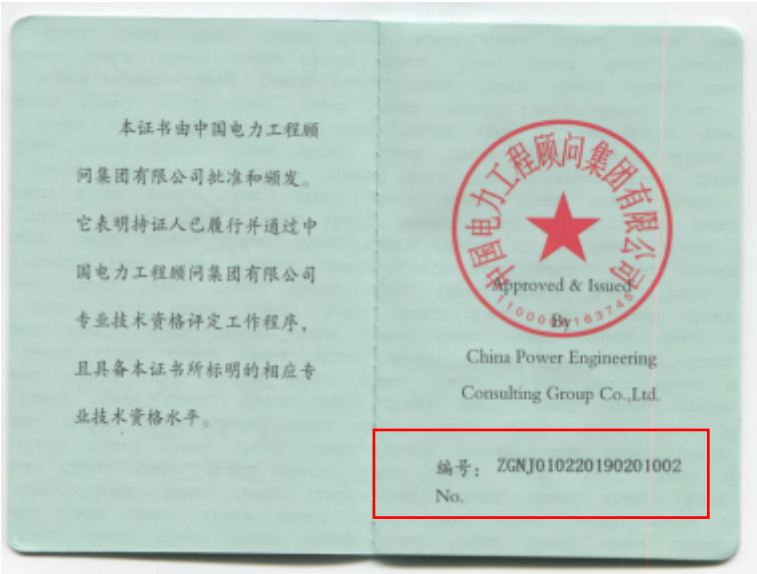 本证书由中国电力工程顾
问集团有限公司批准和颁发。
它表明持证人已履行并通过中
国电力工程顾问集团有限公司
专业技术资格评定工作程序，
且具备本证书所标明的相应专
业技术资格水平。
中国电力工程顾问集团有限公司
Approved & Issued
By
China Power Engineering
Consulting Group Co.,Ltd.
编号： ZGNJ010220190201002
No.